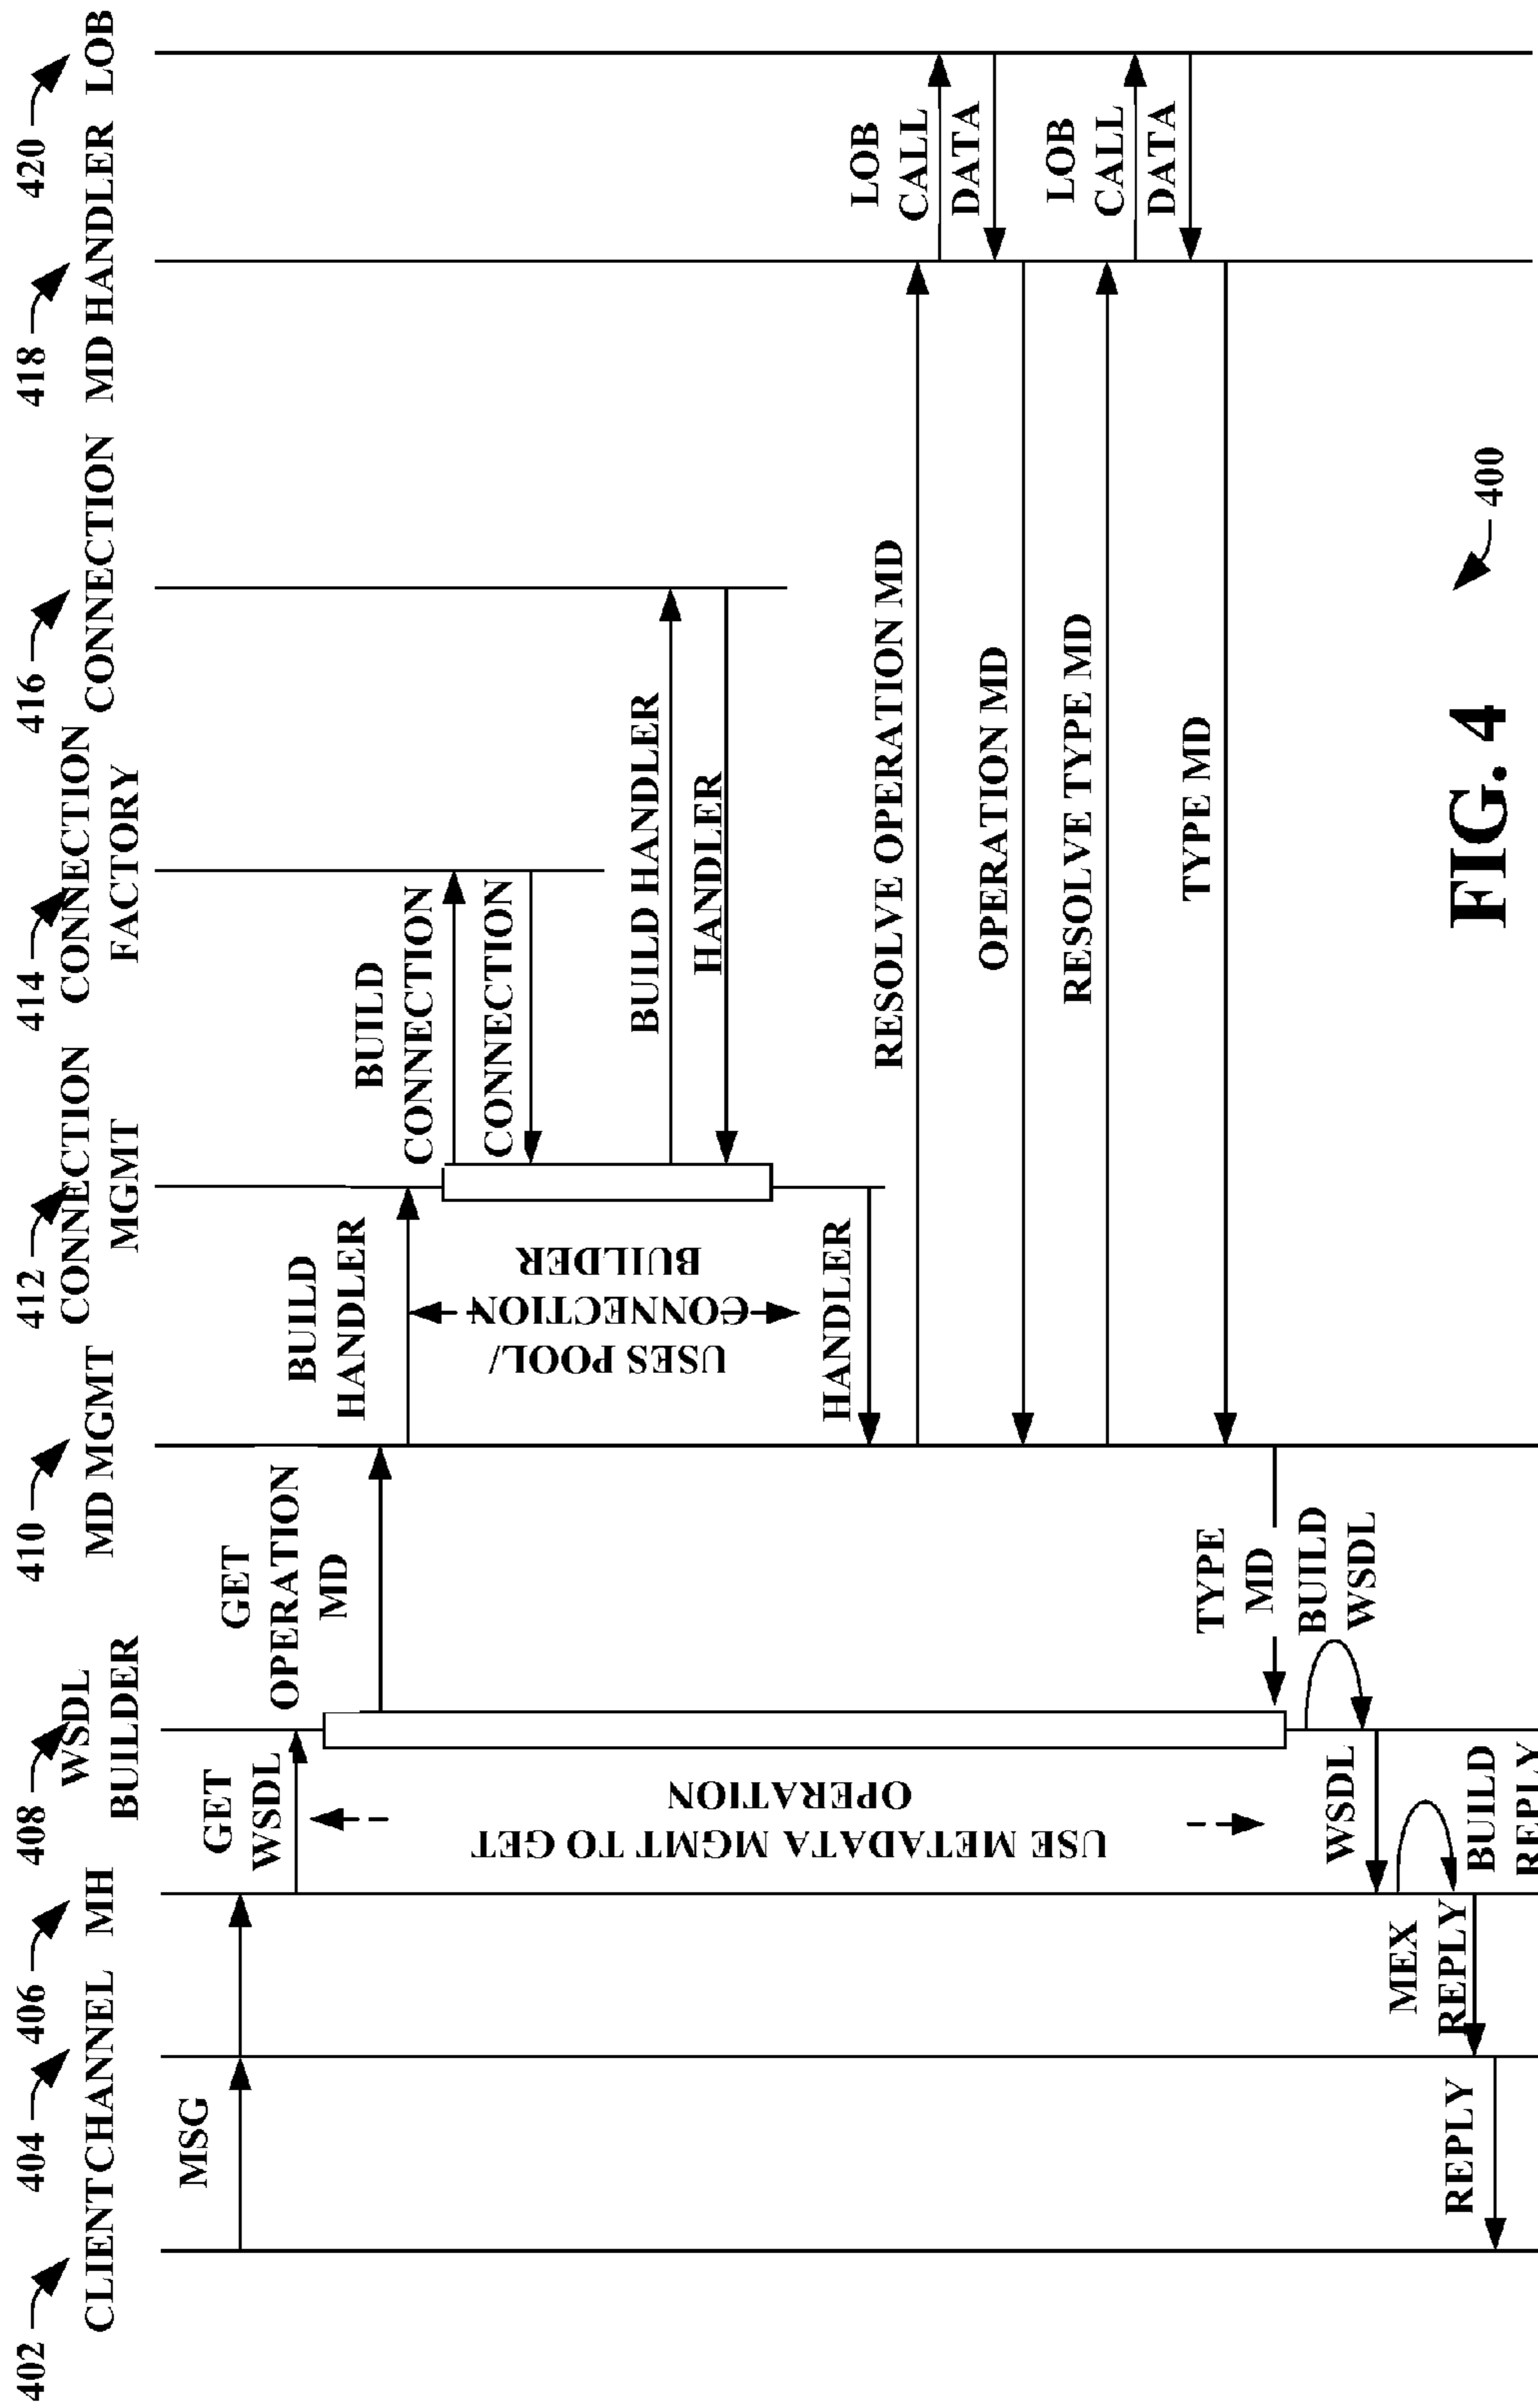 402
CLIENT
404
CHANNEL
406
MH
408
WSDL
BUILDER
410
MD MGMT
412
CONNECTION
MGMT
414
CONNECTION
FACTORY
416
CONNECTION
418
MD HANDLER
420
LOB
MSG
GET
WSDL
GET
OPERATION
MD
BUILD
HANDLER
BUILD
CONNECTION
CONNECTION
USES POOL/
CONNECTION
BUILDER
BUILD HANDLER
HANDLER
HANDLER
RESOLVE OPERATION MD
LOB
CALL
DATA
OPERATION MD
RESOLVE TYPE MD
LOB
CALL
DATA
TYPE MD
USE METADATA MGMT TO GET
OPERATION
TYPE
MD
BUILD
WSDL
WSDL
BUILD
REPLY
MEX
REPLY
REPLY
FIG. 4
400